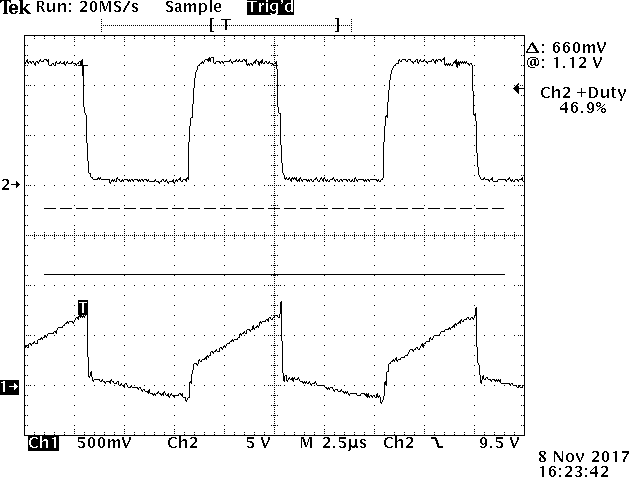 Tek Run: 20MS/s Sample Trig'd
[ T ]
Δ: 660mV
@: 1.12 V
Ch2 +Duty
46.9%
2→
T
1→
Ch1 500mV Ch2 5 V M 2.5µs Ch2 9.5 V
8 Nov 2017
16:23:42